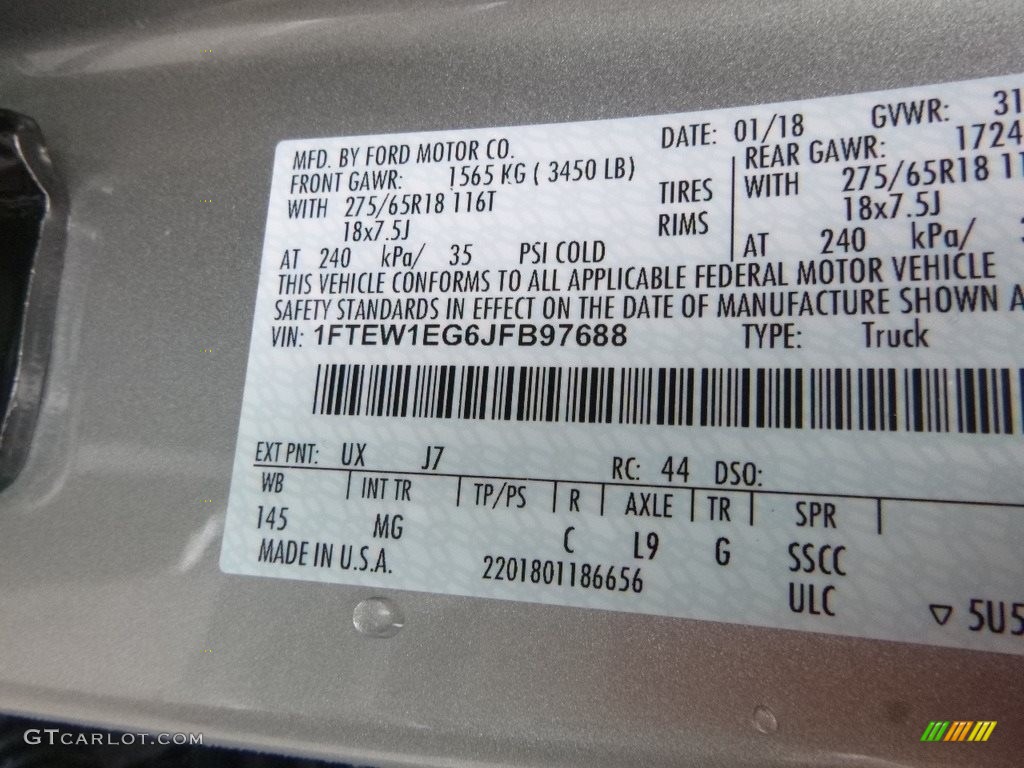 MFD. BY FORD MOTOR CO. DATE: 01/18 GVWR: 31
FRONT GAWR: 1565 KG ( 3450 LB) REAR GAWR: 1724
WITH 275/65R18 116T TIRES WITH 275/65R18 11
18x7.5J RIMS 18x7.5J
AT 240 kPa/ 35 PSI COLD AT 240 kPa/
THIS VEHICLE CONFORMS TO ALL APPLICABLE FEDERAL MOTOR VEHICLE
SAFETY STANDARDS IN EFFECT ON THE DATE OF MANUFACTURE SHOWN A
VIN: 1FTEW1EG6JFB97688 TYPE: Truck
EXT PNT: UX J7 RC: 44 DSO:
WB INT TR TP/PS R AXLE TR SPR
145 MG C L9 G SSCC
MADE IN U.S.A. 2201801186656 ULC
▽ 5U5
GTCARLOT.COM